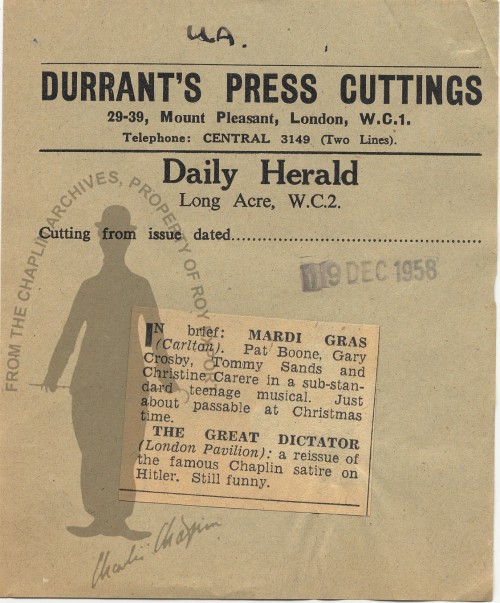 U.A.
DURRANT'S PRESS CUTTINGS
29-39, Mount Pleasant, London, W.C.1.
Telephone: CENTRAL 3149 (Two Lines).
Daily Herald
Long Acre, W.C.2.
Cutting from issue dated
19 DEC 1958
FROM THE CHAPLIN ARCHIVES, PROPERTY OF ROY EXPORT
IN brief: MARDI GRAS
(Carlton). Pat Boone, Gary
Crosby, Tommy Sands and
Christine Carere in a sub-stan-
dard teenage musical. Just
about passable at Christmas
time.
THE GREAT DICTATOR
(London Pavilion): a reissue of
the famous Chaplin satire on
Hitler. Still funny.
Charlie Chaplin